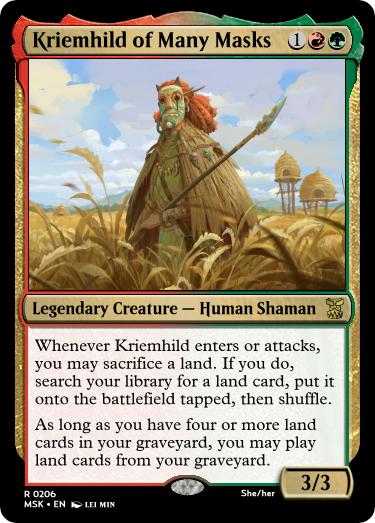 Kriemhild of Many Masks 1
Legendary Creature — Human Shaman
Whenever Kriemhild enters or attacks,
you may sacrifice a land. If you do,
search your library for a land card, put it
onto the battlefield tapped, then shuffle.
As long as you have four or more land
cards in your graveyard, you may play
land cards from your graveyard.
3/3
R 0206
She/her
MSK • EN LEI MIN